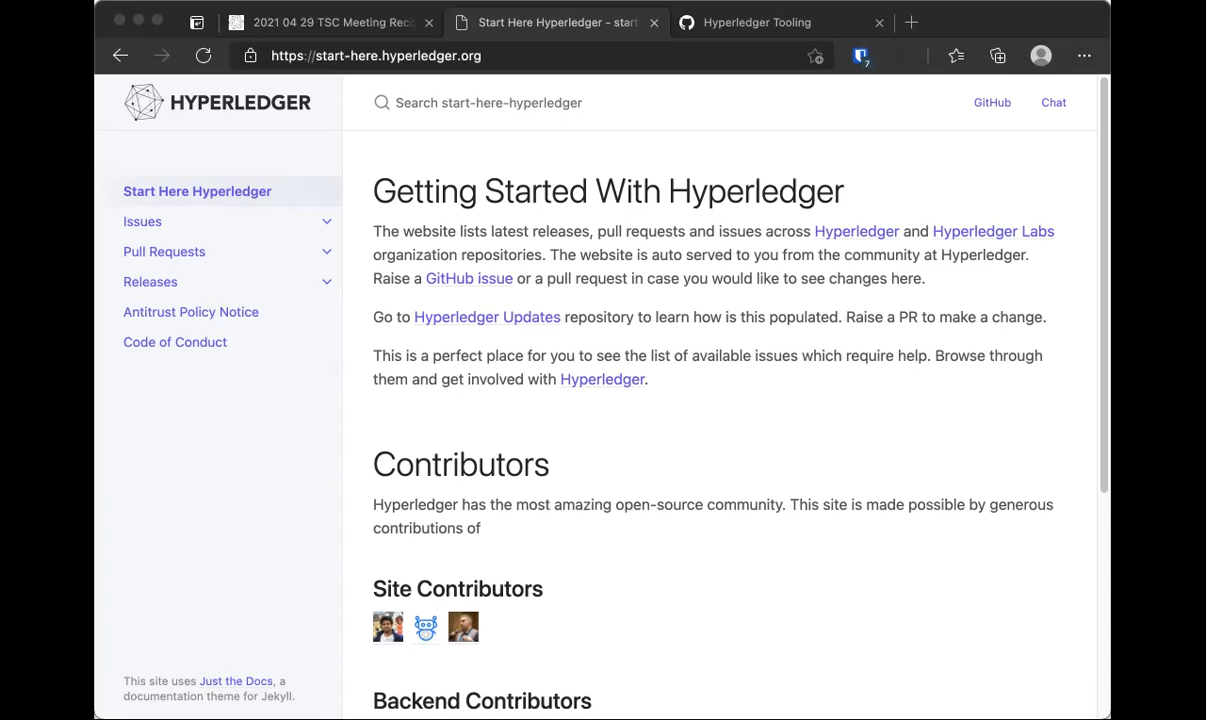 2021 04 29 TSC Meeting Reco
Start Here Hyperledger - start
Hyperledger Tooling
https://start-here.hyperledger.org
7
HYPERLEDGER
Search start-here-hyperledger
GitHub
Chat
Start Here Hyperledger
Issues
Pull Requests
Releases
Antitrust Policy Notice
Code of Conduct
Getting Started With Hyperledger
The website lists latest releases, pull requests and issues across Hyperledger and Hyperledger Labs
organization repositories. The website is auto served to you from the community at Hyperledger.
Raise a GitHub issue or a pull request in case you would like to see changes here.
Go to Hyperledger Updates repository to learn how is this populated. Raise a PR to make a change.
This is a perfect place for you to see the list of available issues which require help. Browse through
them and get involved with Hyperledger.
Contributors
Hyperledger has the most amazing open-source community. This site is made possible by generous
contributions of
Site Contributors
Backend Contributors
This site uses Just the Docs, a
documentation theme for Jekyll.